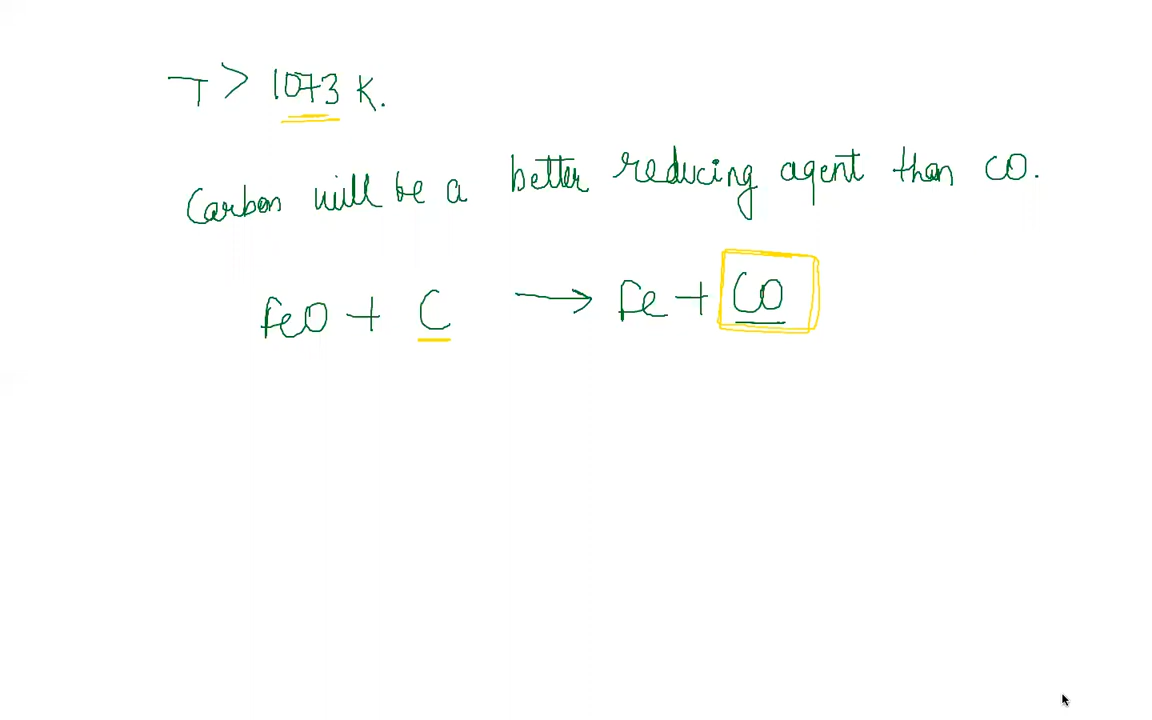 T > 1073 K.
Carbon will be a better reducing agent than CO.
FeO + C → Fe + CO